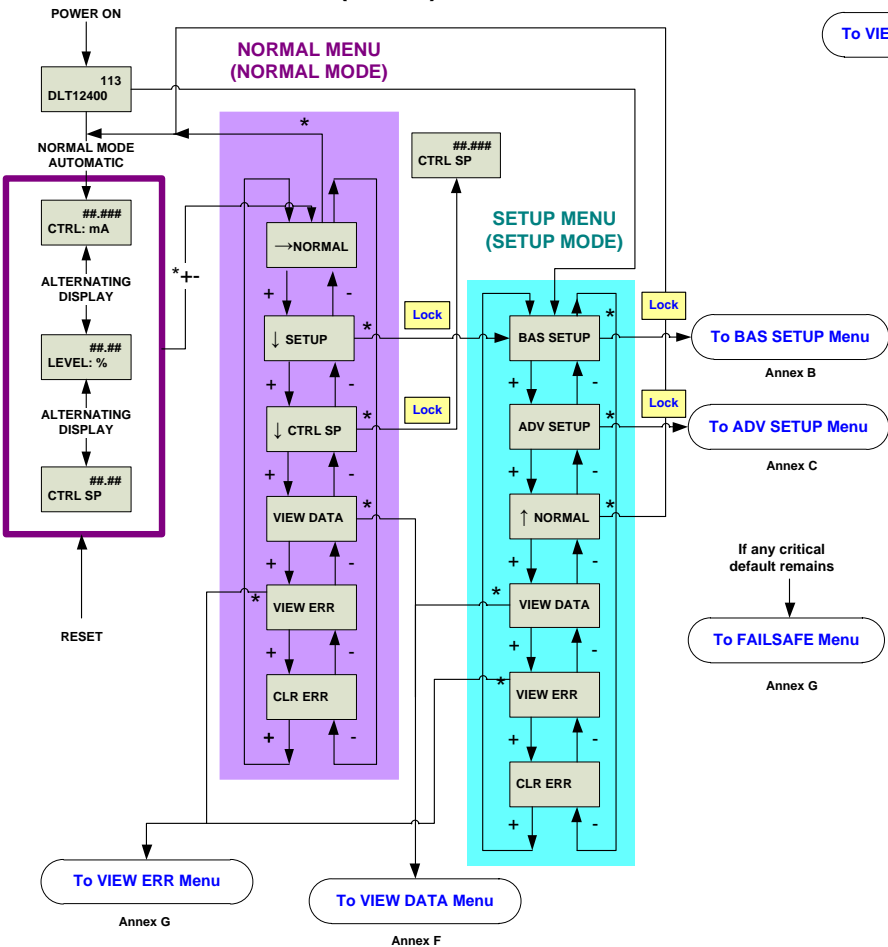 POWER ON
To VIE
NORMAL MENU
(NORMAL MODE)
113
DLT12400
*
NORMAL MODE
AUTOMATIC
##.###
CTRL SP
##.###
CTRL: mA
SETUP MENU
(SETUP MODE)
→NORMAL
*+-
ALTERNATING
DISPLAY
+
-
Lock
*
Lock
↓ SETUP
*
BAS SETUP
To BAS SETUP Menu
##.##
LEVEL: %
Annex B
+
-
+
-
Lock
Lock
*
*
ALTERNATING
DISPLAY
↓ CTRL SP
ADV SETUP
To ADV SETUP Menu
+
-
+
-
Annex C
##.##
CTRL SP
VIEW DATA
*
↑ NORMAL
*
+
-
+
-
If any critical
default remains
*
VIEW ERR
*
VIEW DATA
RESET
+
-
+
-
To FAILSAFE Menu
*
CLR ERR
VIEW ERR
Annex G
+
-
+
-
CLR ERR
+
-
To VIEW ERR Menu
To VIEW DATA Menu
Annex G
Annex F